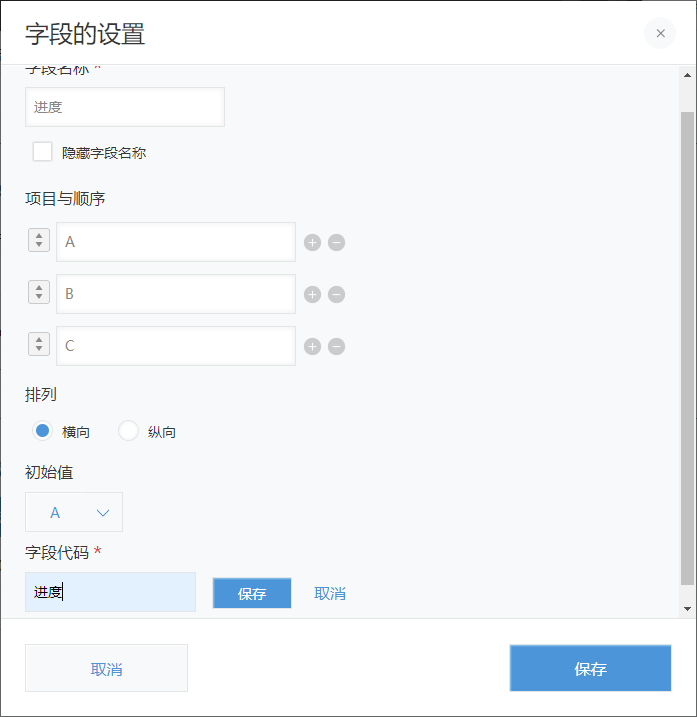 字段的设置
字段名称 *
进度
隐藏字段名称
项目与顺序
A
B
C
排列
横向 纵向
初始值
A
字段代码 *
进度 保存 取消
取消 保存